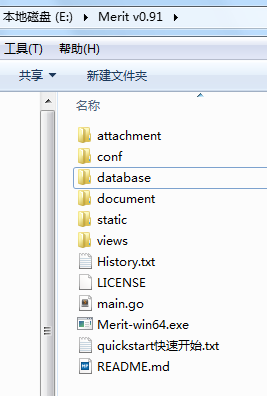 本地磁盘 (E:) ▸ Merit v0.91 ▸
工具(T) 帮助(H)
共享 ▼ 新建文件夹
名称
attachment
conf
database
document
static
views
History.txt
LICENSE
main.go
Merit-win64.exe
quickstart快速开始.txt
README.md